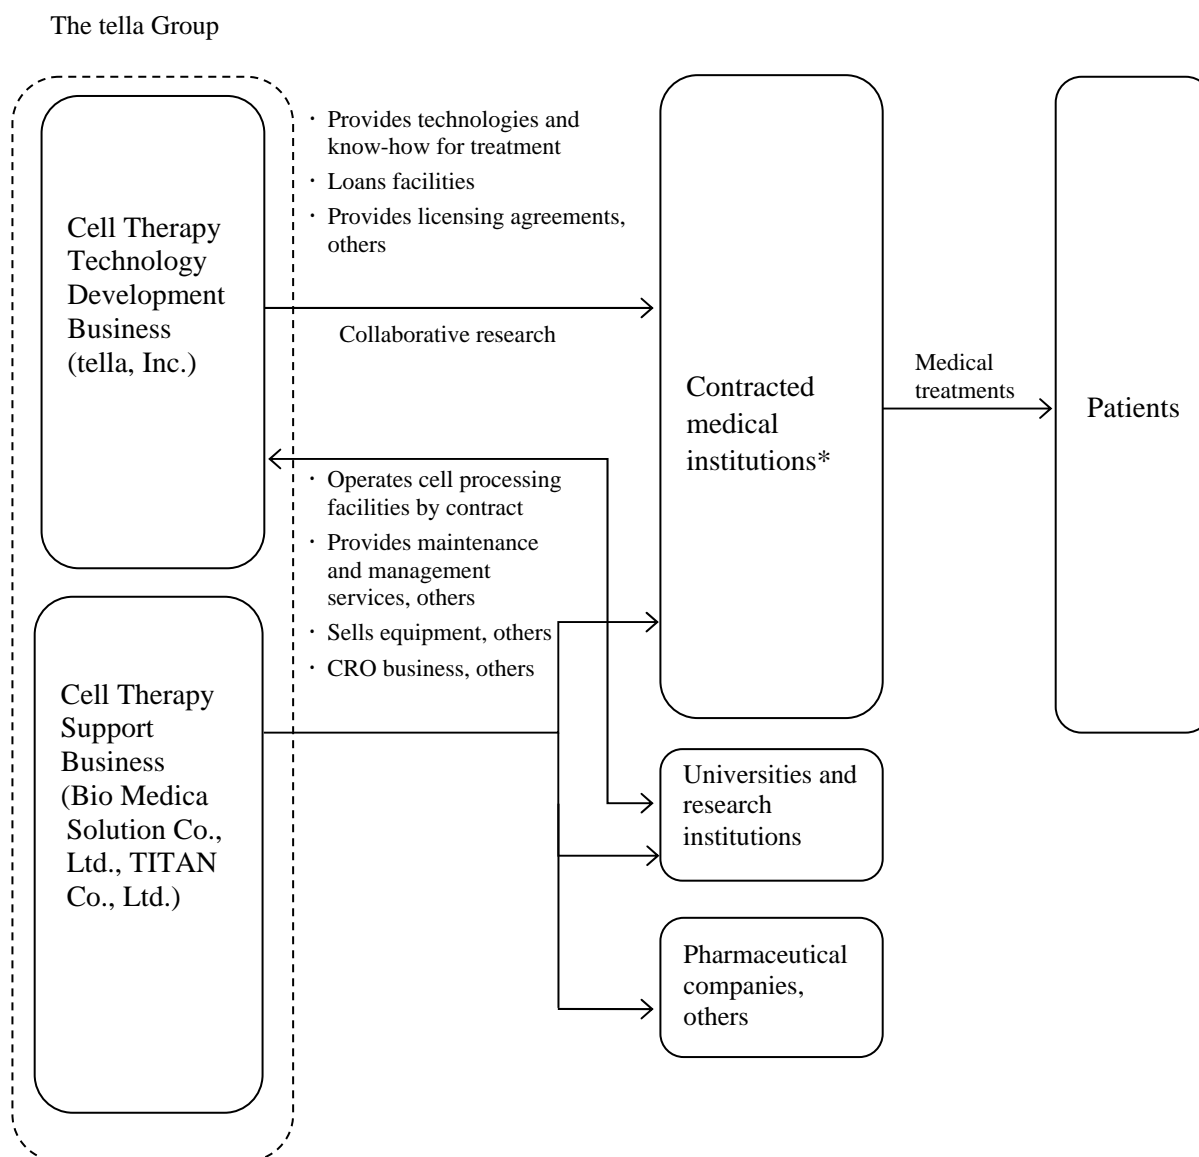 The tella Group
Cell Therapy
Technology
Development
Business
(tella, Inc.)
・ Provides technologies and
know-how for treatment
・ Loans facilities
・ Provides licensing agreements,
others
Collaborative research
Contracted
medical
institutions*
Medical
treatments
Patients
・ Operates cell processing
facilities by contract
・ Provides maintenance
and management
services, others
・ Sells equipment, others
・ CRO business, others
Cell Therapy
Support
Business
(Bio Medica
Solution Co.,
Ltd., TITAN
Co., Ltd.)
Universities and
research
institutions
Pharmaceutical
companies,
others